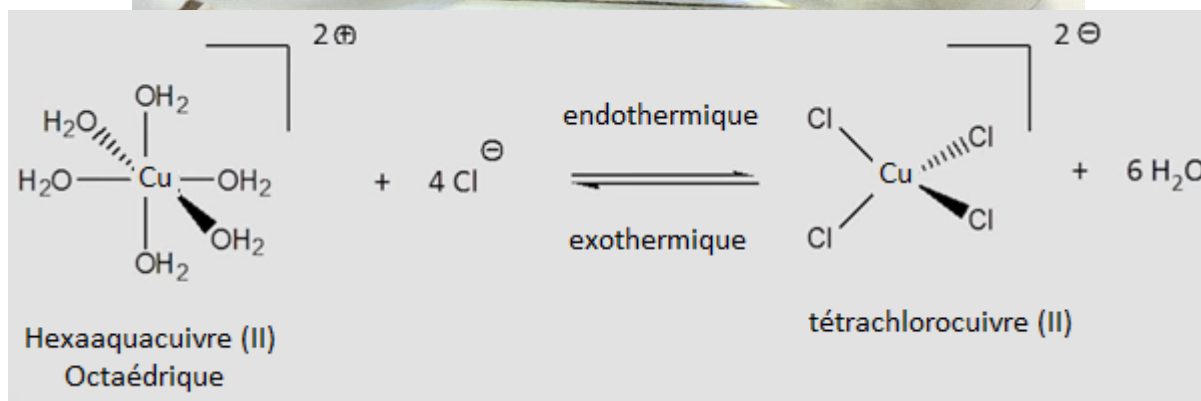 2⊕
2⊖
OH₂
H₂O
H₂O Cu OH₂
OH₂
OH₂
+ 4 Cl⊖
endothermique
exothermique
Cl
Cl
Cu
Cl
Cl
+ 6 H₂O
Hexaaquacuivre (II)
Octaédrique
tétrachlorocuivre (II)